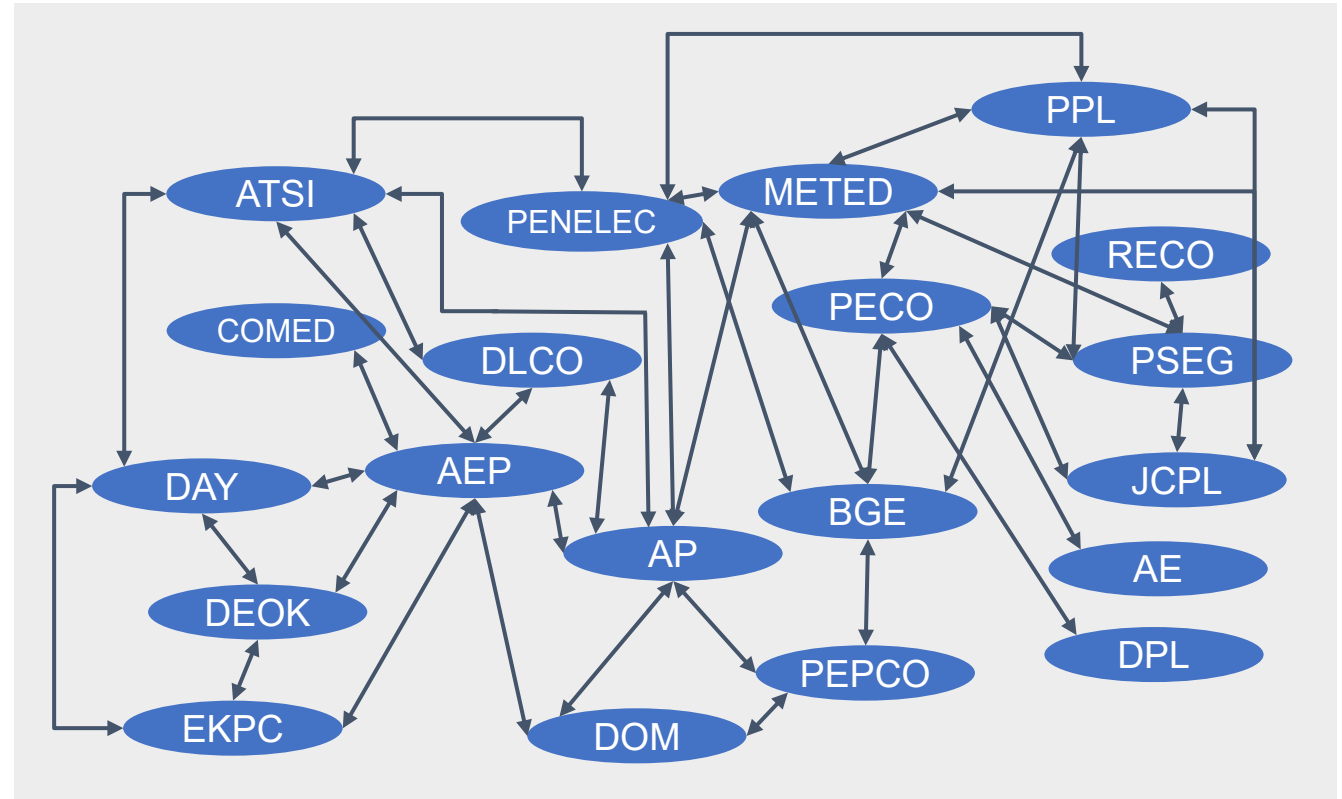 PPL
ATSI
METED
PENELEC
RECO
PECO
COMED
DLCO
PSEG
AEP
DAY
JCPL
BGE
AP
AE
DEOK
DPL
PEPCO
EKPC
DOM